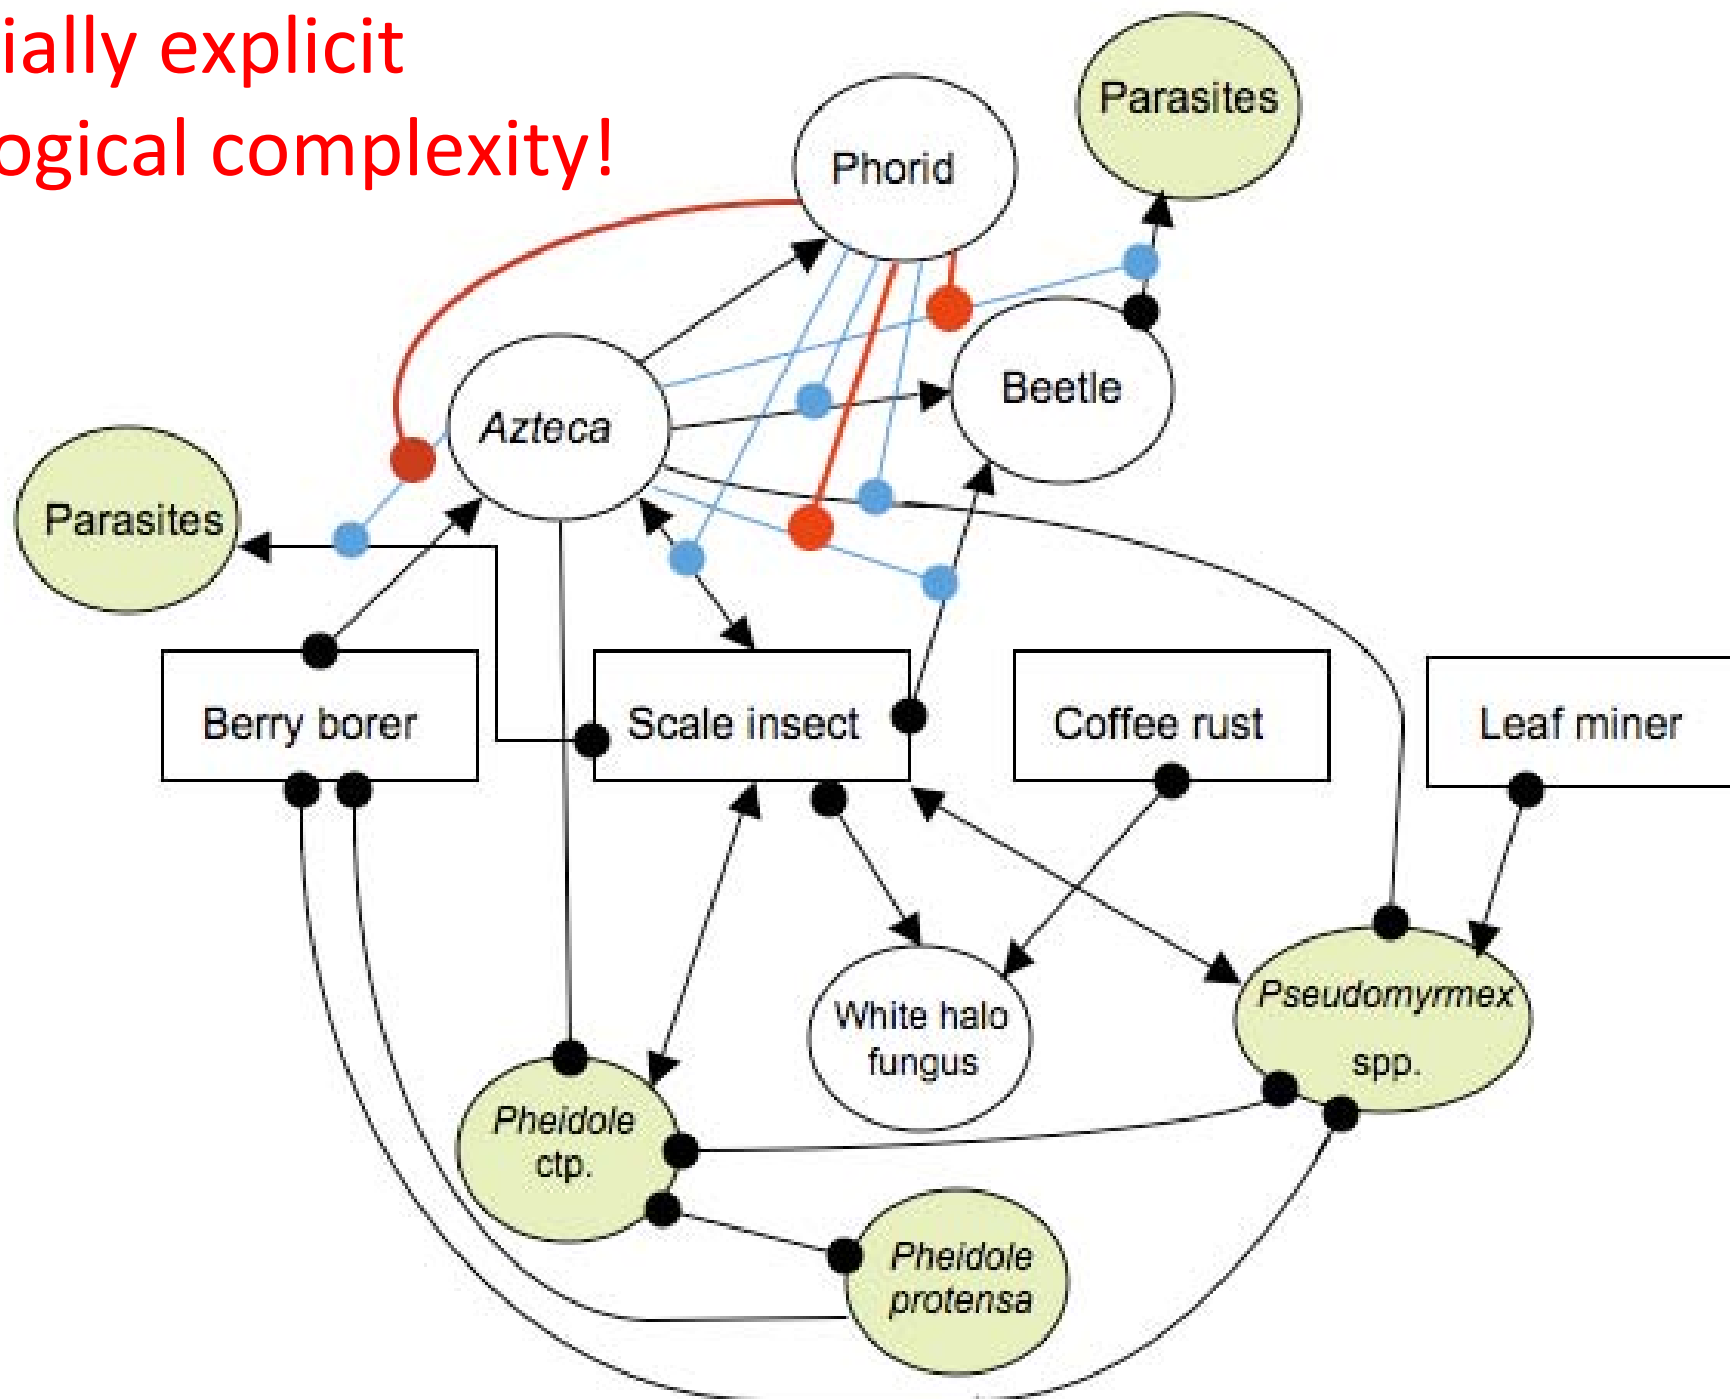 ially explicit
ogical complexity!
Parasites
Phorid
Beetle
Azteca
Parasites
Berry borer
Scale insect
Coffee rust
Leaf miner
White halo
fungus
Pseudomyrmex
spp.
Pheidole
ctp.
Pheidole
protensa